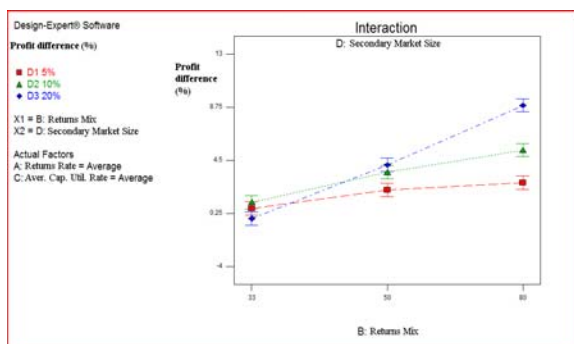 Design-Expert® Software
Profit difference (%)
D1 5%
D2 10%
D3 20%
X1 = B: Returns Mix
X2 = D: Secondary Market Size
Actual Factors
A: Returns Rate = Average
C: Aver. Cap. Util. Rate = Average
Interaction
D: Secondary Market Size
Profit
difference
(%)
13
8.75
4.5
0.25
-4
33
50
80
B: Returns Mix